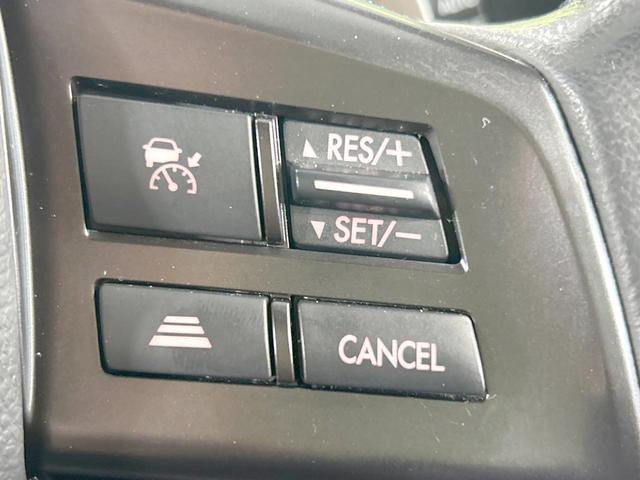 ▲ RES/+
▼ SET/–
CANCEL